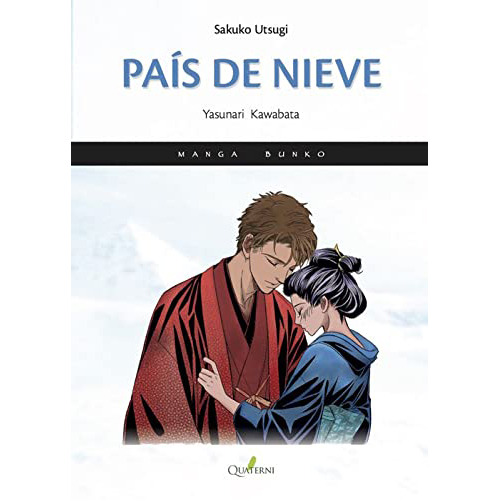 Sakuko Utsugi
PAÍS DE NIEVE
Yasunari Kawabata
MANGA BUNKO
QUATERNI